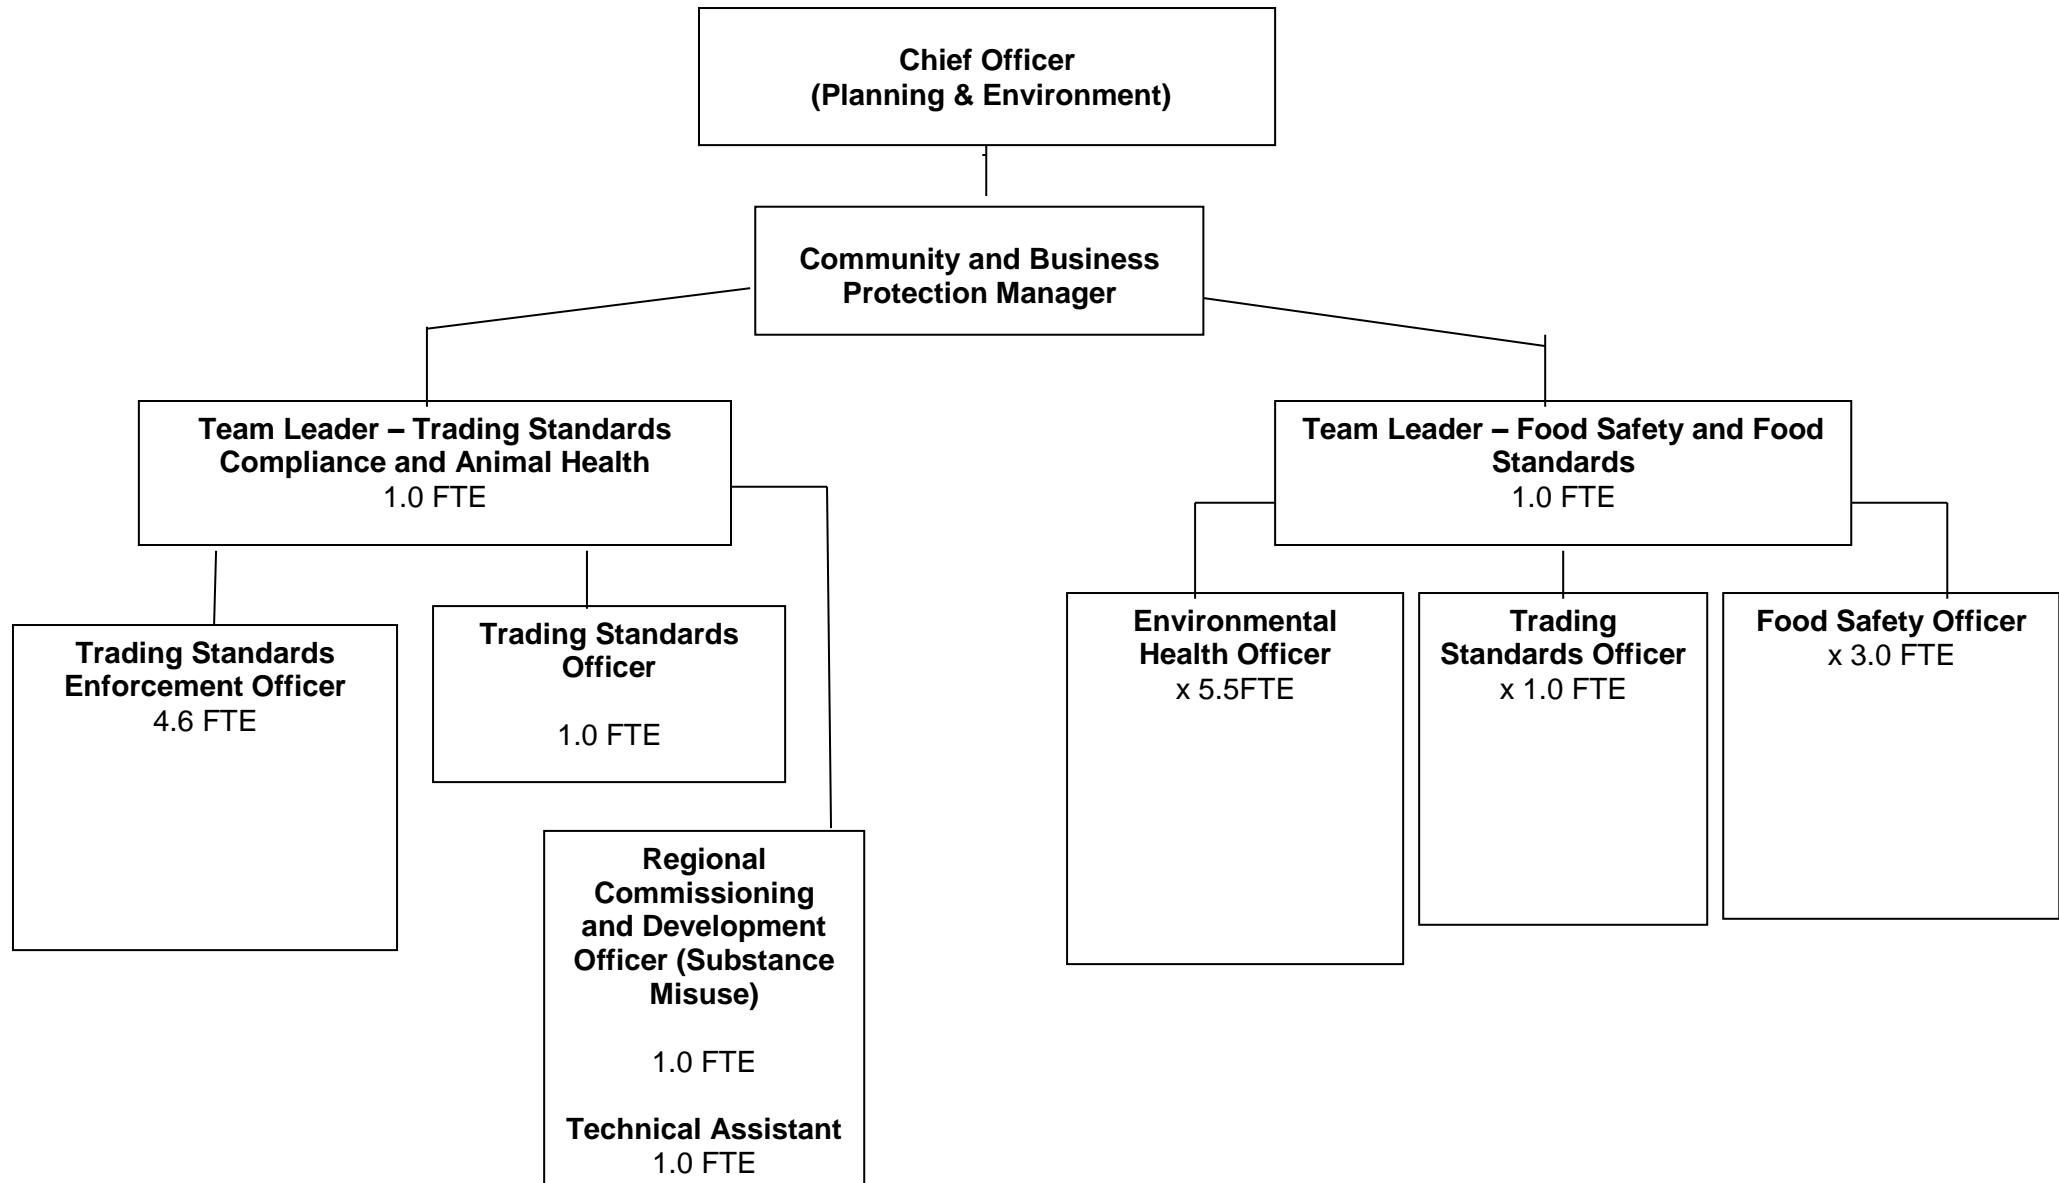 Chief Officer
(Planning & Environment)
Community and Business
Protection Manager
Team Leader – Trading Standards
Compliance and Animal Health
1.0 FTE
Team Leader – Food Safety and Food
Standards
1.0 FTE
Trading Standards
Enforcement Officer
4.6 FTE
Trading Standards
Officer
1.0 FTE
Regional
Commissioning
and Development
Officer (Substance
Misuse)
1.0 FTE
Technical Assistant
1.0 FTE
Environmental
Health Officer
x 5.5FTE
Trading
Standards Officer
x 1.0 FTE
Food Safety Officer
x 3.0 FTE